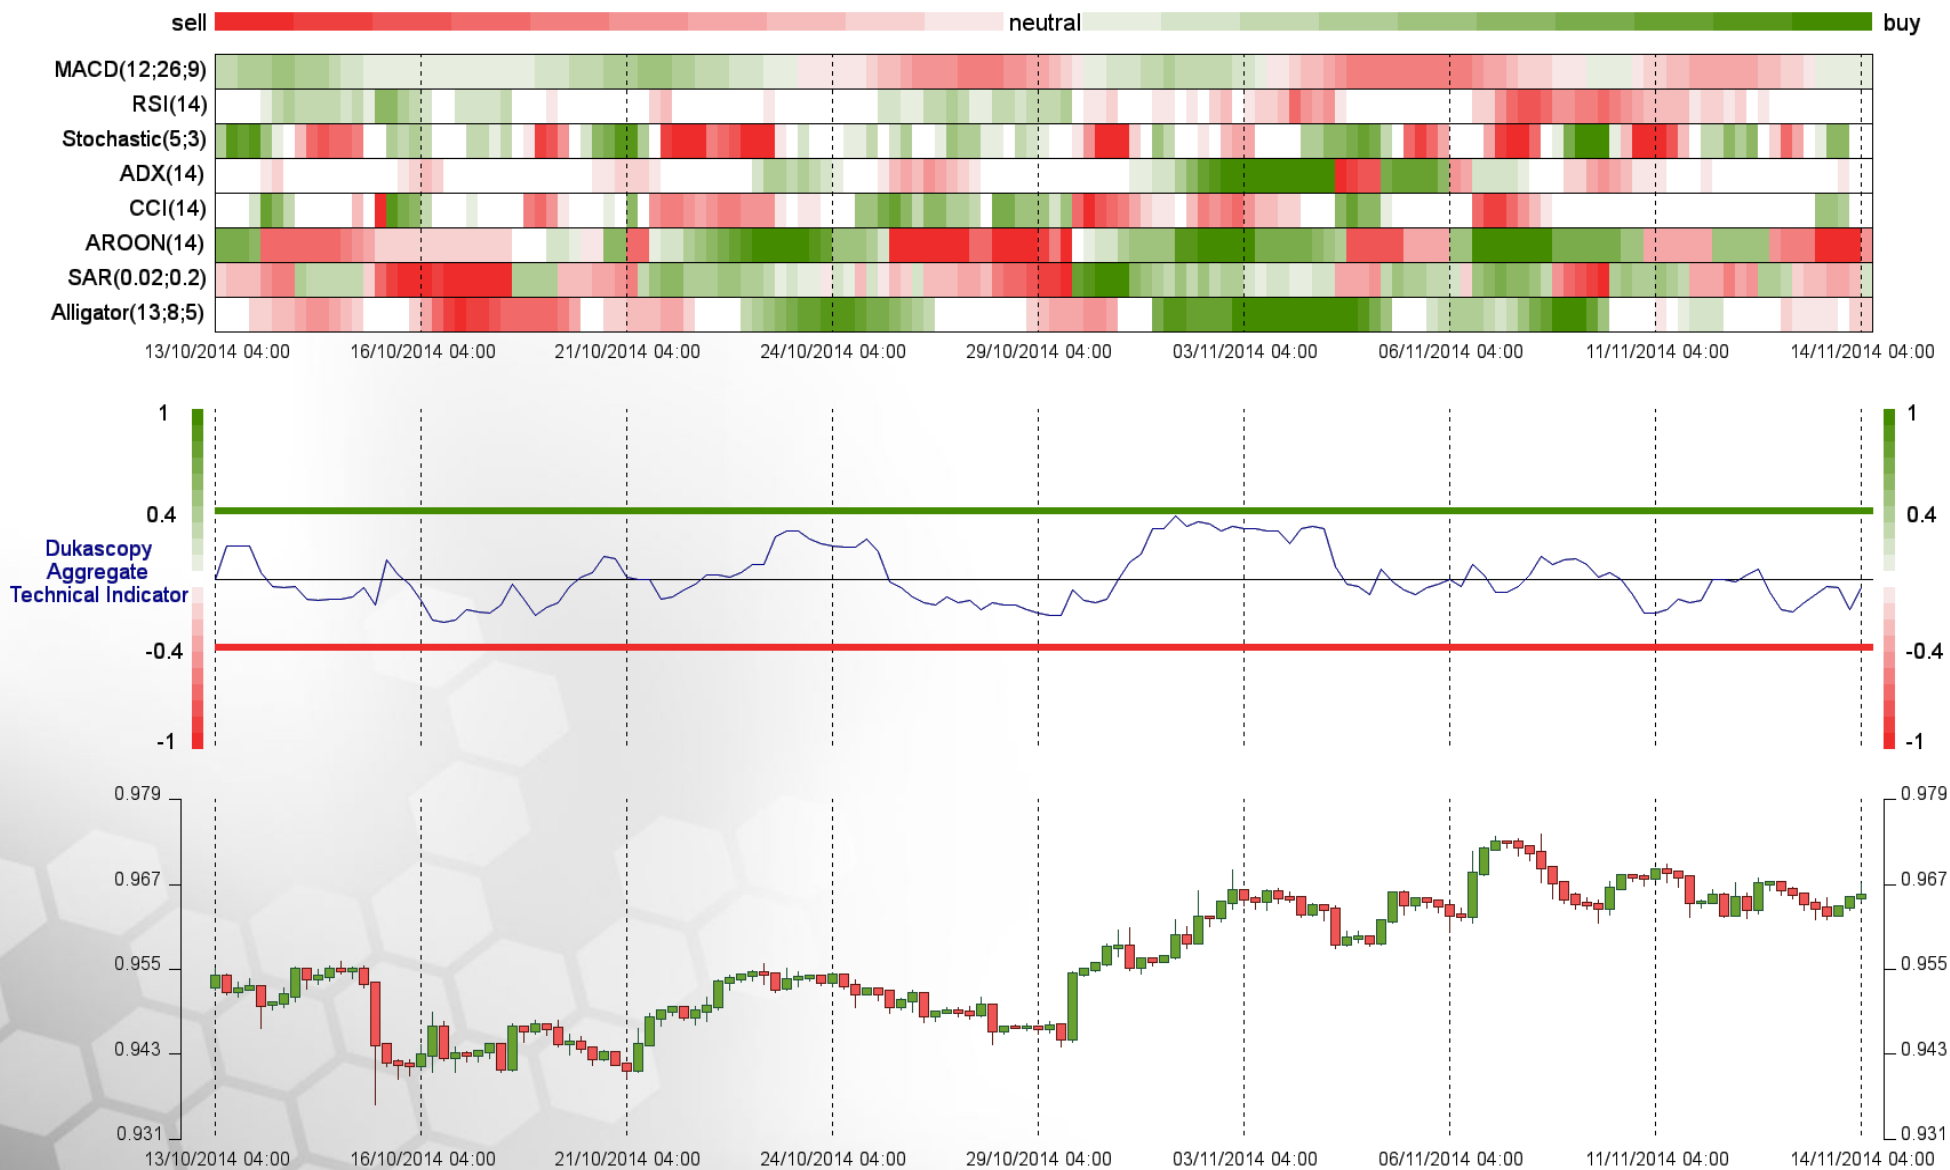 sell neutral buy
MACD(12;26;9)
RSI(14)
Stochastic(5;3)
ADX(14)
CCI(14)
AROON(14)
SAR(0.02;0.2)
Alligator(13;8;5)
13/10/2014 04:00 16/10/2014 04:00 21/10/2014 04:00 24/10/2014 04:00 29/10/2014 04:00 03/11/2014 04:00 06/11/2014 04:00 11/11/2014 04:00 14/11/2014 04:00
1 1
0.4 0.4
Dukascopy
Aggregate
Technical Indicator
-0.4 -0.4
-1 -1
0.979 0.979
0.967 0.967
0.955 0.955
0.943 0.943
0.931 0.931
13/10/2014 04:00 16/10/2014 04:00 21/10/2014 04:00 24/10/2014 04:00 29/10/2014 04:00 03/11/2014 04:00 06/11/2014 04:00 11/11/2014 04:00 14/11/2014 04:00